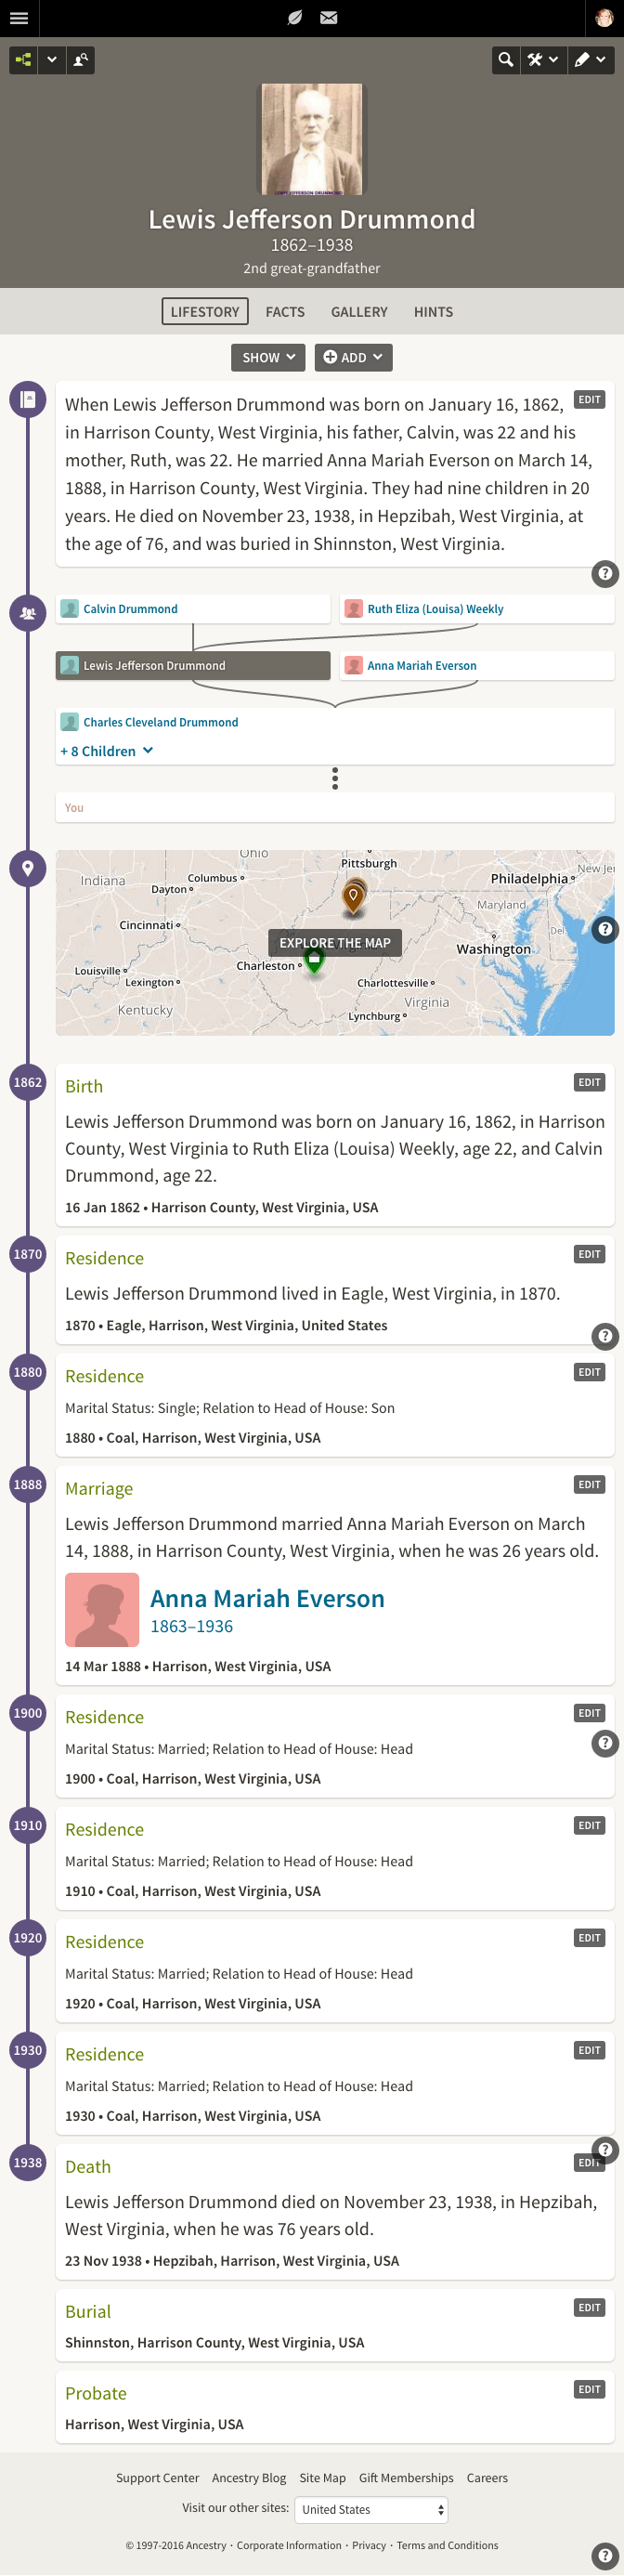 LEWIS JEFFERSON DRUMMOND
Lewis Jefferson Drummond
1862–1938
2nd great-grandfather
LIFESTORY FACTS GALLERY HINTS
SHOW ADD
EDIT
When Lewis Jefferson Drummond was born on January 16, 1862,
in Harrison County, West Virginia, his father, Calvin, was 22 and his
mother, Ruth, was 22. He married Anna Mariah Everson on March 14,
1888, in Harrison County, West Virginia. They had nine children in 20
years. He died on November 23, 1938, in Hepzibah, West Virginia, at
the age of 76, and was buried in Shinnston, West Virginia.
?
Calvin Drummond Ruth Eliza (Louisa) Weekly
Lewis Jefferson Drummond Anna Mariah Everson
Charles Cleveland Drummond
+ 8 Children
You
Ohio
Pittsburgh
Indiana Columbus Philadelphia New Jer
Dayton
Maryland
Cincinnati Del
?
EXPLORE THE MAP
Washington
Louisville Charleston
Lexington Charlottesville
Kentucky Virginia
Lynchburg
1862 Birth EDIT
Lewis Jefferson Drummond was born on January 16, 1862, in Harrison
County, West Virginia to Ruth Eliza (Louisa) Weekly, age 22, and Calvin
Drummond, age 22.
16 Jan 1862 • Harrison County, West Virginia, USA
1870 Residence EDIT
Lewis Jefferson Drummond lived in Eagle, West Virginia, in 1870.
1870 • Eagle, Harrison, West Virginia, United States
?
1880 Residence EDIT
Marital Status: Single; Relation to Head of House: Son
1880 • Coal, Harrison, West Virginia, USA
1888 Marriage EDIT
Lewis Jefferson Drummond married Anna Mariah Everson on March
14, 1888, in Harrison County, West Virginia, when he was 26 years old.
Anna Mariah Everson
1863–1936
14 Mar 1888 • Harrison, West Virginia, USA
1900 Residence EDIT
?
Marital Status: Married; Relation to Head of House: Head
1900 • Coal, Harrison, West Virginia, USA
1910 Residence EDIT
Marital Status: Married; Relation to Head of House: Head
1910 • Coal, Harrison, West Virginia, USA
1920 Residence EDIT
Marital Status: Married; Relation to Head of House: Head
1920 • Coal, Harrison, West Virginia, USA
1930 Residence EDIT
Marital Status: Married; Relation to Head of House: Head
1930 • Coal, Harrison, West Virginia, USA
?
1938 Death EDIT
Lewis Jefferson Drummond died on November 23, 1938, in Hepzibah,
West Virginia, when he was 76 years old.
23 Nov 1938 • Hepzibah, Harrison, West Virginia, USA
Burial EDIT
Shinnston, Harrison County, West Virginia, USA
Probate EDIT
Harrison, West Virginia, USA
Support Center Ancestry Blog Site Map Gift Memberships Careers
Visit our other sites: United States
© 1997-2016 Ancestry · Corporate Information · Privacy · Terms and Conditions
?